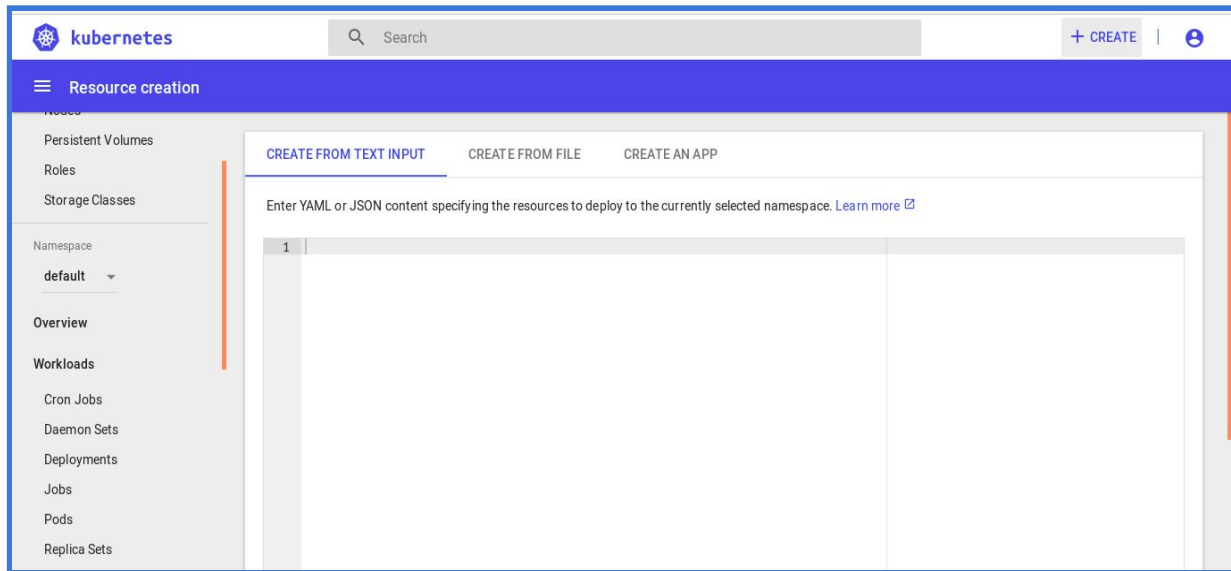 kubernetes
Search
+ CREATE
Resource creation
Nodes
Persistent Volumes
Roles
Storage Classes
Namespace
default
Overview
Workloads
Cron Jobs
Daemon Sets
Deployments
Jobs
Pods
Replica Sets
CREATE FROM TEXT INPUT CREATE FROM FILE CREATE AN APP
Enter YAML or JSON content specifying the resources to deploy to the currently selected namespace. Learn more
1